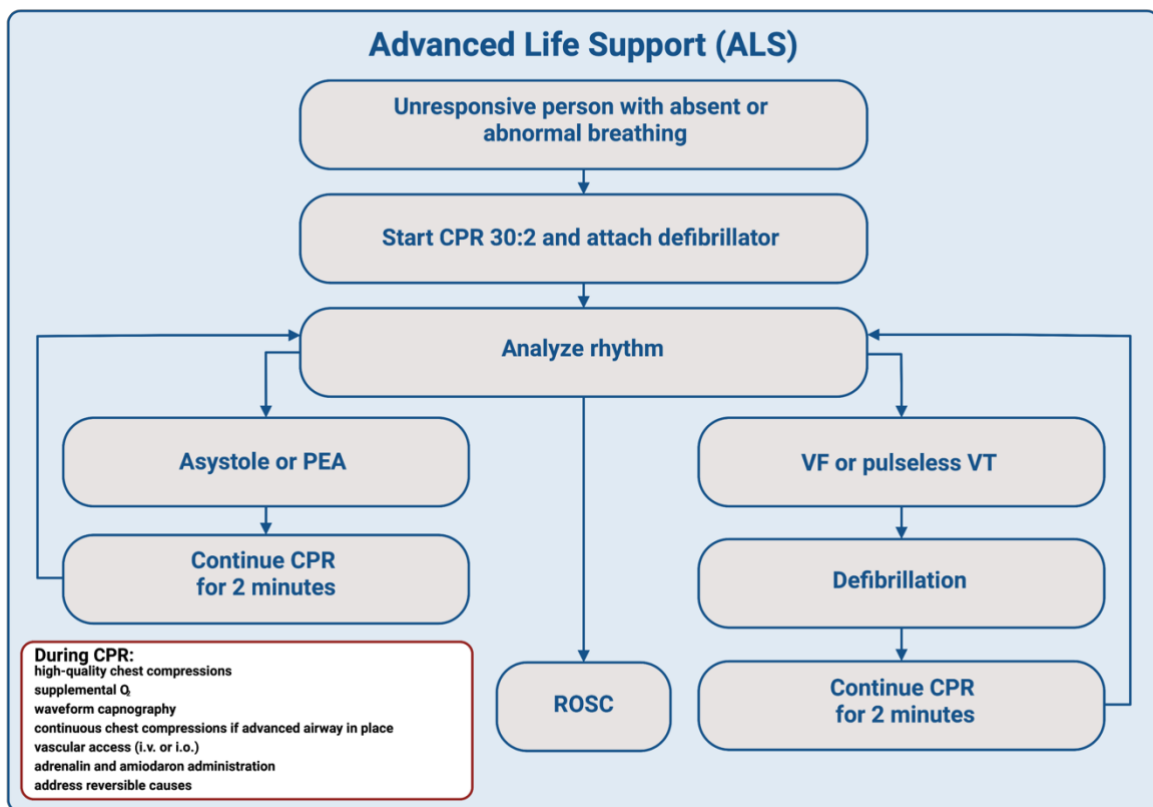 Advanced Life Support (ALS)
Unresponsive person with absent or
abnormal breathing
Start CPR 30:2 and attach defibrillator
Analyze rhythm
Asystole or PEA
VF or pulseless VT
Continue CPR
for 2 minutes
Defibrillation
ROSC
Continue CPR
for 2 minutes
During CPR:
high-quality chest compressions
supplemental O₂
waveform capnography
continuous chest compressions if advanced airway in place
vascular access (i.v. or i.o.)
adrenalin and amiodaron administration
address reversible causes